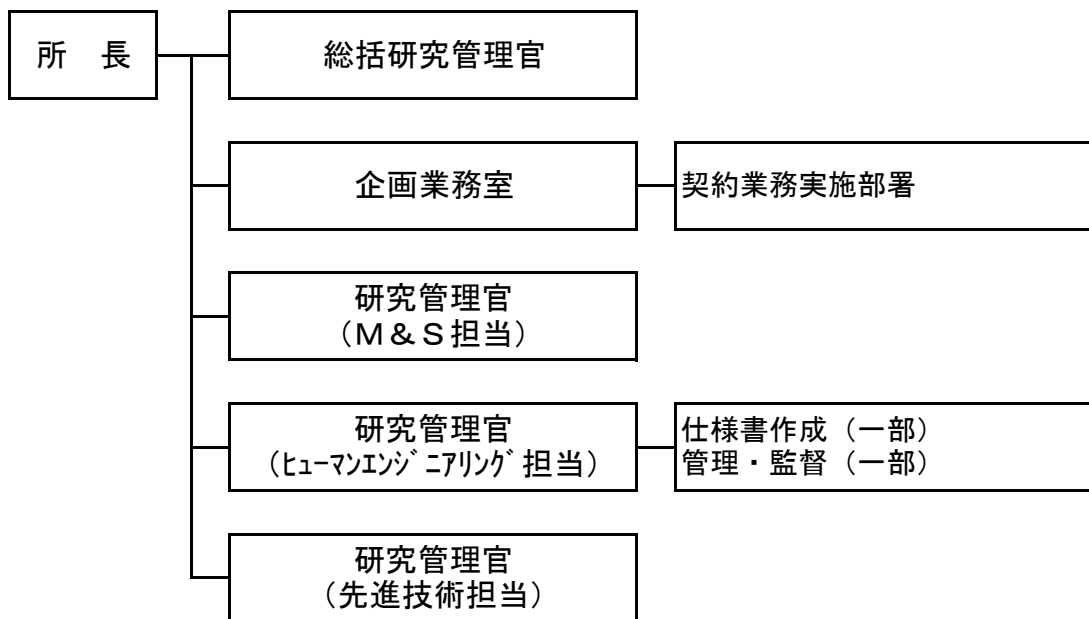 所　長
総括研究管理官
企画業務室
契約業務実施部署
研究管理官
（Ｍ＆Ｓ担当）
研究管理官
（ﾋｭｰﾏﾝｴﾝｼﾞﾆｱﾘﾝｸﾞ担当）
仕様書作成（一部）
管理・監督（一部）
研究管理官
（先進技術担当）